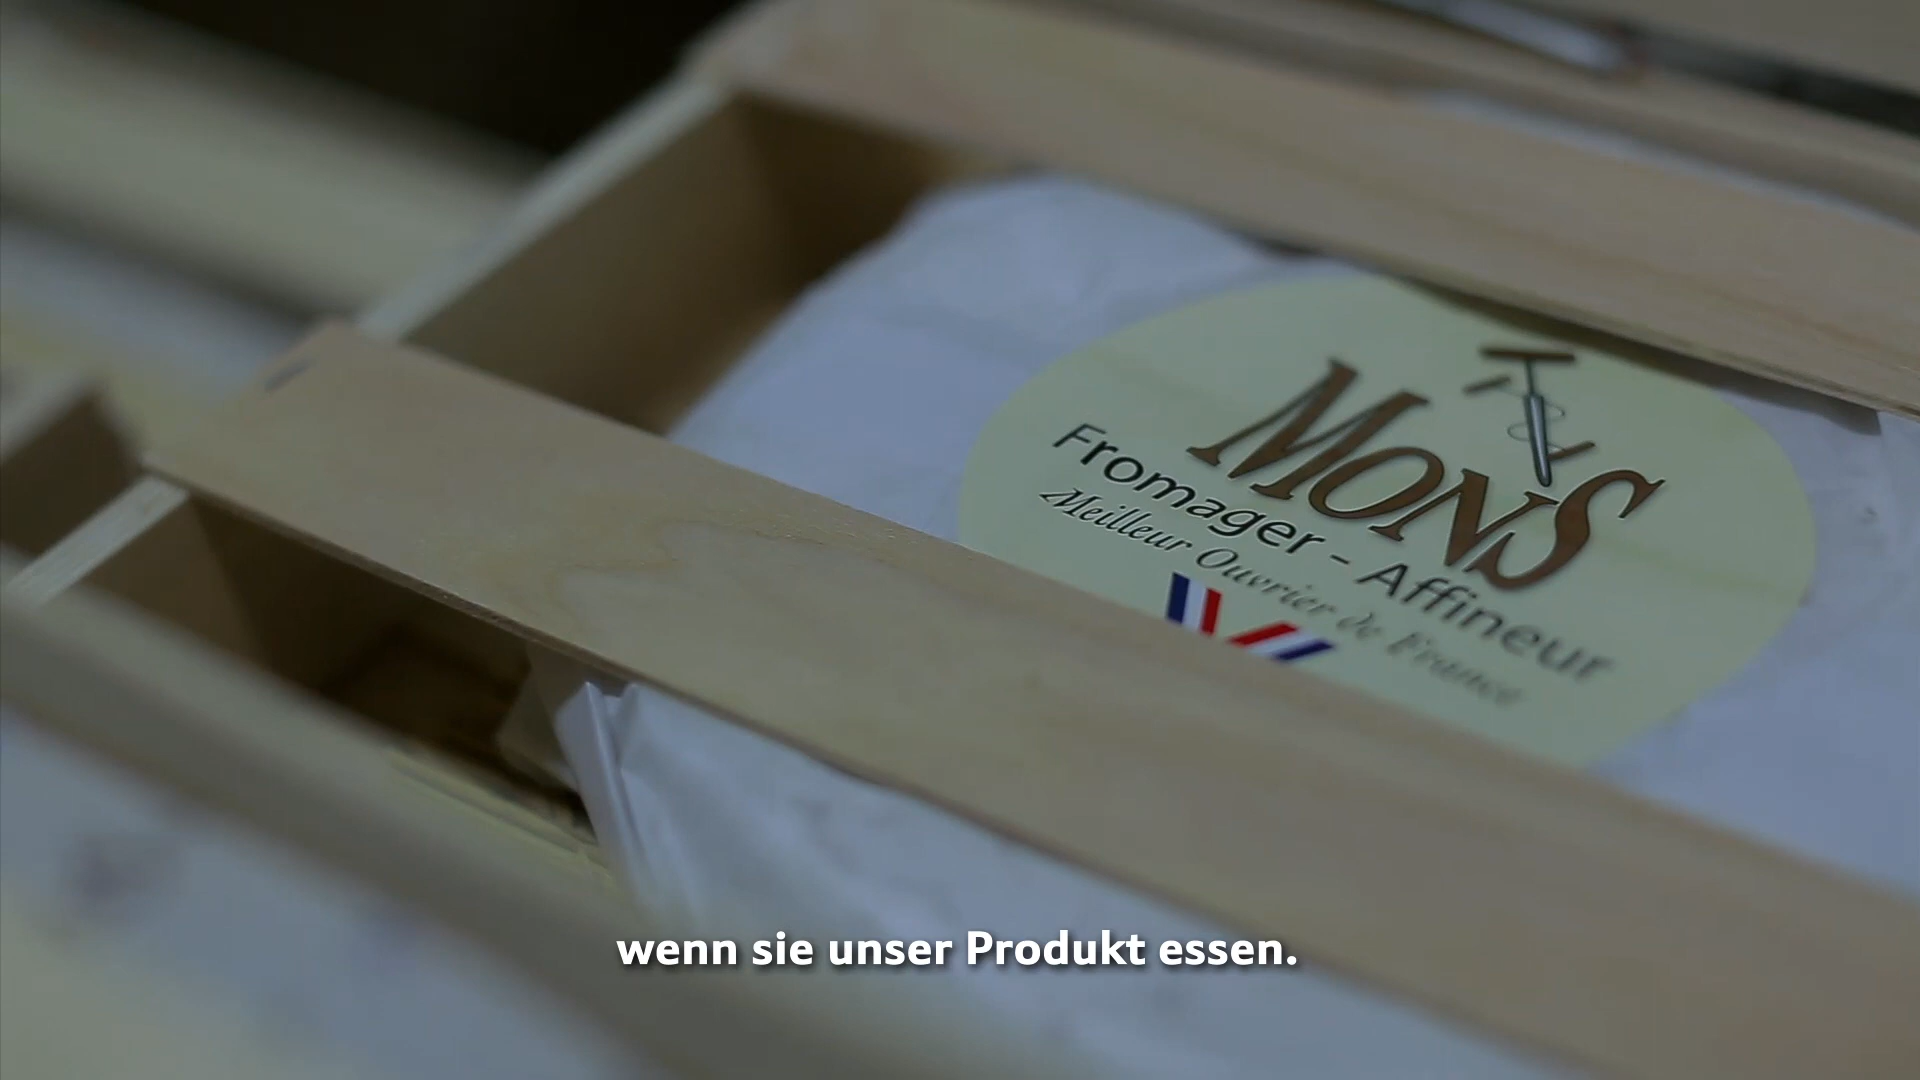 MONS
Fromager - Affineur
Meilleur Ouvrier de France
wenn sie unser Produkt essen.